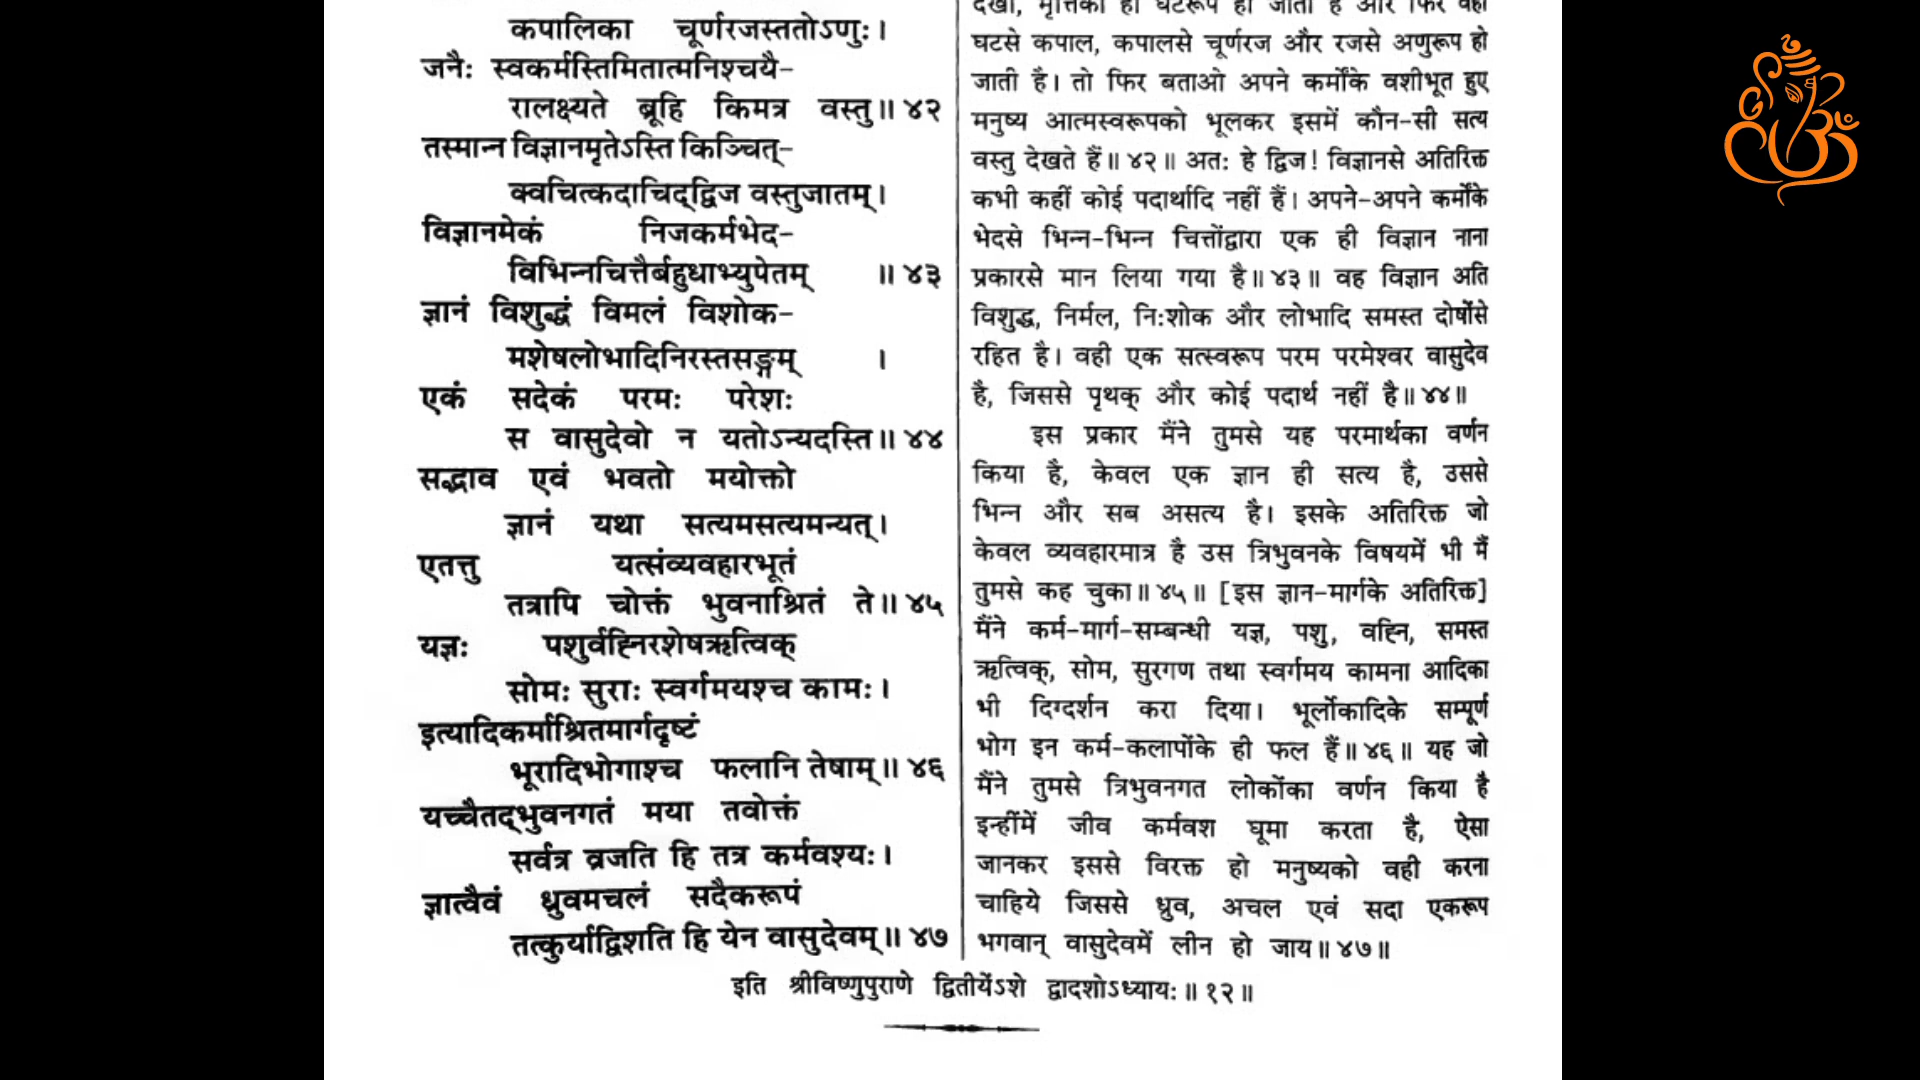 कपालिका चूर्णरजस्ततोऽणुः।
जनैः स्वकर्मस्तिमितात्मनिश्चयै-
रालक्ष्यते ब्रूहि किमत्र वस्तु॥ ४२
तस्मान्न विज्ञानमृतेऽस्ति किञ्चित्-
क्वचित्कदाचिद्द्विज वस्तुजातम्।
विज्ञानमेकं निजकर्मभेद-
विभिन्नचित्तैर्बहुधाभ्युपेतम् ॥ ४३
ज्ञानं विशुद्धं विमलं विशोक-
मशेषलोभादिनिरस्तसङ्गम् ।
एकं सदेकं परमः परेशः
स वासुदेवो न यतोऽन्यदस्ति॥ ४४
सद्भाव एवं भवतो मयोक्तो
ज्ञानं यथा सत्यमसत्यमन्यत्।
एतत्तु यत्संव्यवहारभूतं
तत्रापि चोक्तं भुवनाश्रितं ते॥ ४५
यज्ञः पशुर्वह्निरशेषऋत्विक्
सोमः सुराः स्वर्गमयश्च कामः।
इत्यादिकर्माश्रितमार्गदृष्टं
भूरादिभोगाश्च फलानि तेषाम्॥ ४६
यच्चैतद्भुवनगतं मया तवोक्तं
सर्वत्र व्रजति हि तत्र कर्मवश्यः।
ज्ञात्वैवं ध्रुवमचलं सदैकरूपं
तत्कुर्याद्विशति हि येन वासुदेवम्॥ ४७
देखो, मृत्तिका ही घटरूप हो जाती है और फिर वही
घटसे कपाल, कपालसे चूर्णरज और रजसे अणुरूप हो
जाती है। तो फिर बताओ अपने कर्मोंके वशीभूत हुए
मनुष्य आत्मस्वरूपको भूलकर इसमें कौन-सी सत्य
वस्तु देखते हैं॥ ४२॥ अतः हे द्विज! विज्ञानसे अतिरिक्त
कभी कहीं कोई पदार्थादि नहीं हैं। अपने-अपने कर्मोंके
भेदसे भिन्न-भिन्न चित्तोंद्वारा एक ही विज्ञान नाना
प्रकारसे मान लिया गया है॥ ४३॥ वह विज्ञान अति
विशुद्ध, निर्मल, निःशोक और लोभादि समस्त दोषोंसे
रहित है। वही एक सत्स्वरूप परम परमेश्वर वासुदेव
है, जिससे पृथक् और कोई पदार्थ नहीं है॥ ४४॥
इस प्रकार मैंने तुमसे यह परमार्थका वर्णन
किया है, केवल एक ज्ञान ही सत्य है, उससे
भिन्न और सब असत्य है। इसके अतिरिक्त जो
केवल व्यवहारमात्र है उस त्रिभुवनके विषयमें भी मैं
तुमसे कह चुका॥ ४५॥ [इस ज्ञान-मार्गके अतिरिक्त]
मैंने कर्म-मार्ग-सम्बन्धी यज्ञ, पशु, वह्नि, समस्त
ऋत्विक्, सोम, सुरगण तथा स्वर्गमय कामना आदिका
भी दिग्दर्शन करा दिया। भूर्लोकादिके सम्पूर्ण
भोग इन कर्म-कलापोंके ही फल हैं॥ ४६॥ यह जो
मैंने तुमसे त्रिभुवनगत लोकोंका वर्णन किया है
इन्हींमें जीव कर्मवश घूमा करता है, ऐसा
जानकर इससे विरक्त हो मनुष्यको वही करना
चाहिये जिससे ध्रुव, अचल एवं सदा एकरूप
भगवान् वासुदेवमें लीन हो जाय॥ ४७॥
इति श्रीविष्णुपुराणे द्वितीयेंऽशे द्वादशोऽध्यायः॥ १२॥